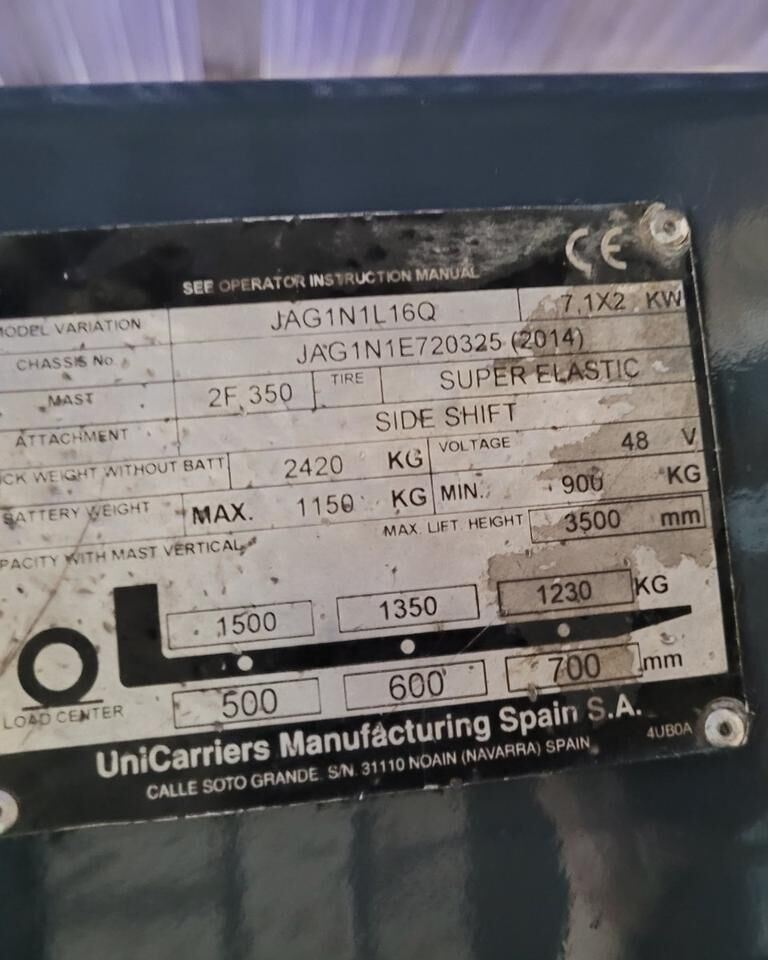 CE
SEE OPERATOR INSTRUCTION MANUAL
MODEL VARIATION JAG1N1L16Q 7,1X2 KW
CHASSIS No. JAG1N1E720325 (2014)
MAST 2F,350 TIRE SUPER ELASTIC
ATTACHMENT SIDE SHIFT
CK WEIGHT WITHOUT BATT 2420 KG VOLTAGE 48 V
BATTERY WEIGHT MAX. 1150 KG MIN. 900 KG
PACITY WITH MAST VERTICAL MAX. LIFT HEIGHT 3500 mm
1500 1350 1230 KG
500 600 700 mm
LOAD CENTER
UniCarriers Manufacturing Spain S.A.
CALLE SOTO GRANDE S/N. 31110 NOAIN (NAVARRA) SPAIN 4UB0A